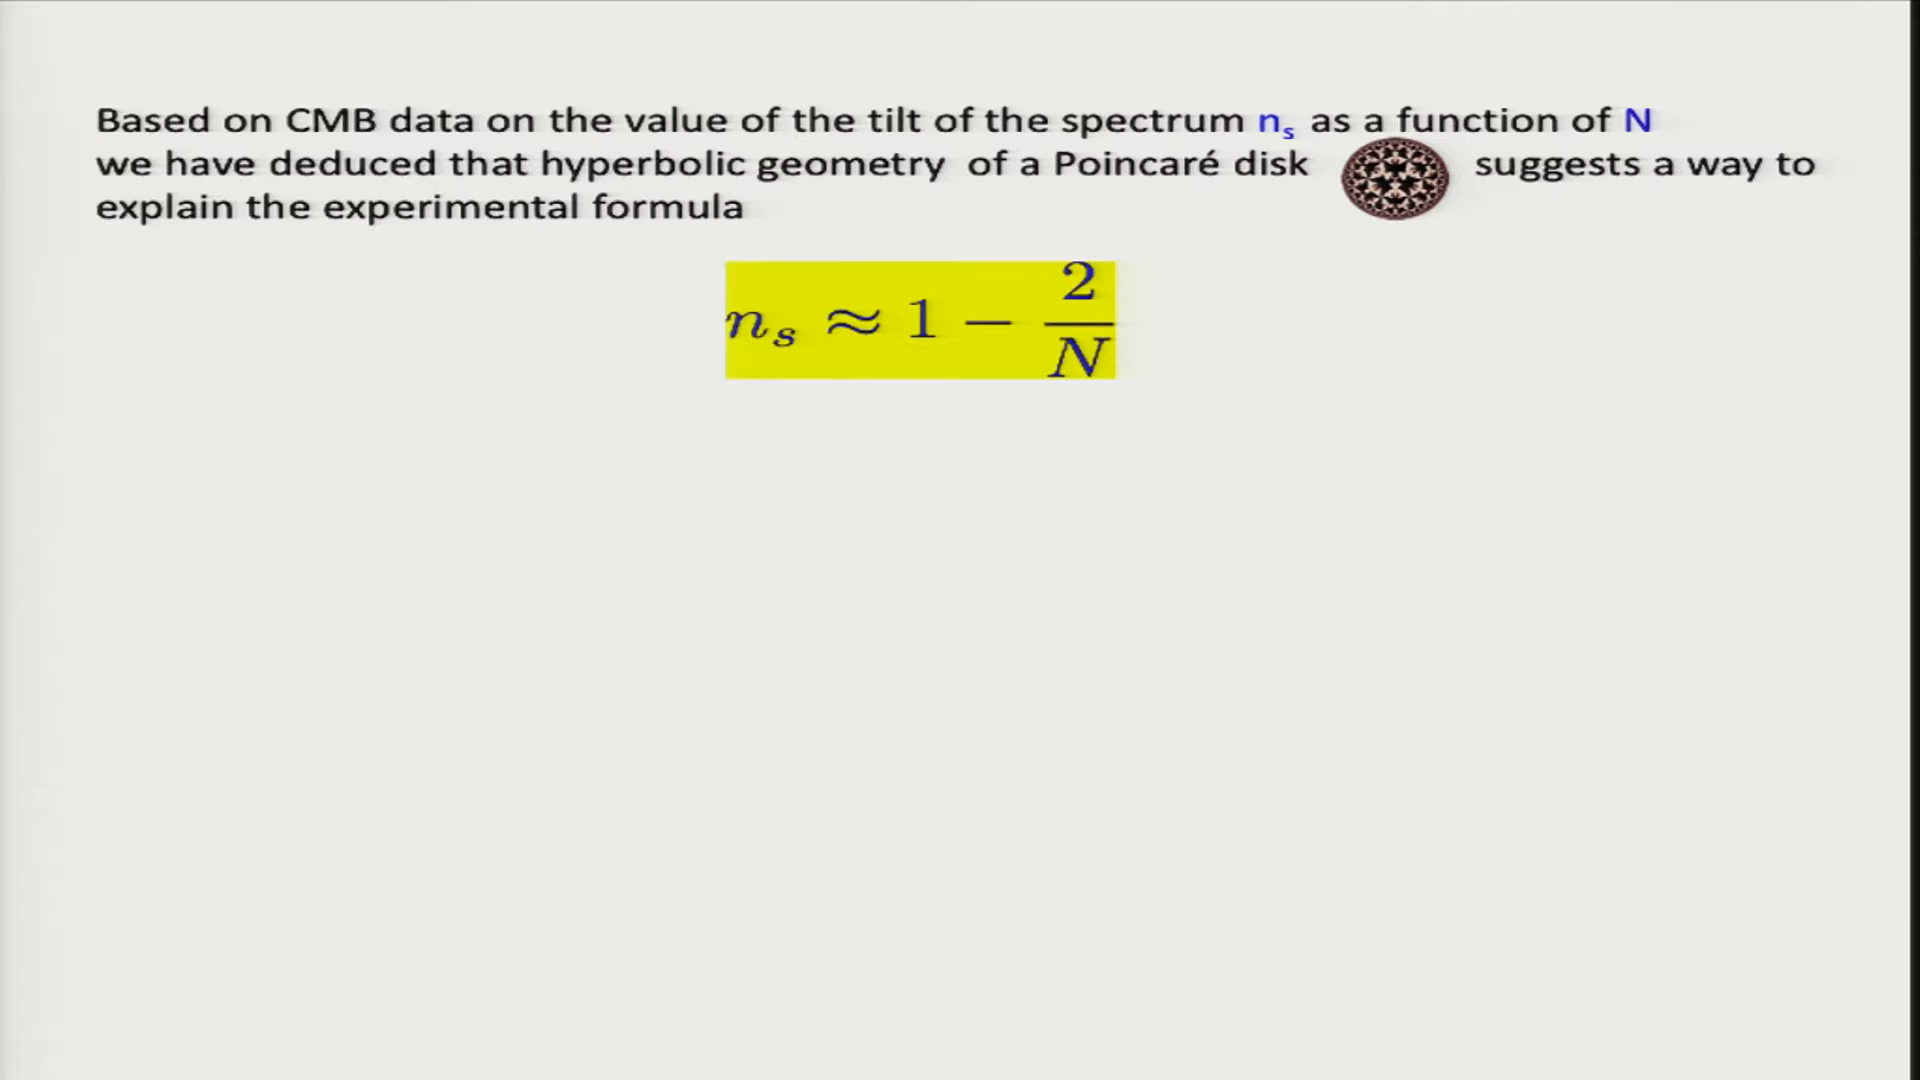 Based on CMB data on the value of the tilt of the spectrum nₛ as a function of N
we have deduced that hyperbolic geometry of a Poincaré disk suggests a way to
explain the experimental formula
nₛ ≈ 1 − 2/N